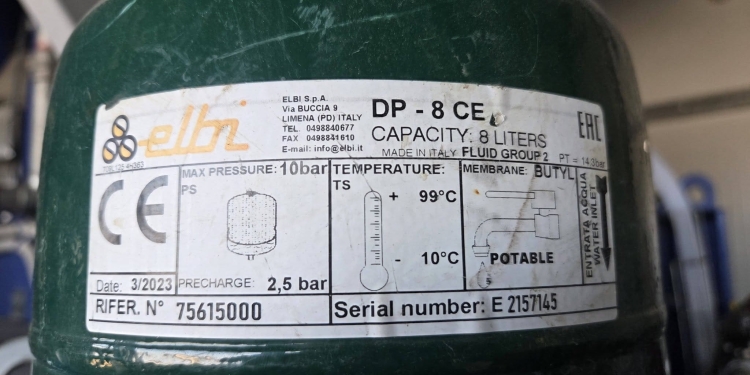 elbi
ELBI S.p.A.
Via BUCCIA 9
LIMENA (PD) ITALY
TEL. 0498840677
FAX 0498841610
E-mail: info@elbi.it
DP - 8 CE
CAPACITY: 8 LITERS
MADE IN ITALY FLUID GROUP 2 PT = 14,3bar
EAC
CE
MAX PRESSURE: 10bar
PS
TEMPERATURE:
TS
+ 99°C
- 10°C
MEMBRANE: BUTYL
POTABLE
ENTRATA ACQUA
WATER INLET
Date: 3/2023
PRECHARGE: 2,5 bar
RIFER. N° 75615000
Serial number: E 2157145